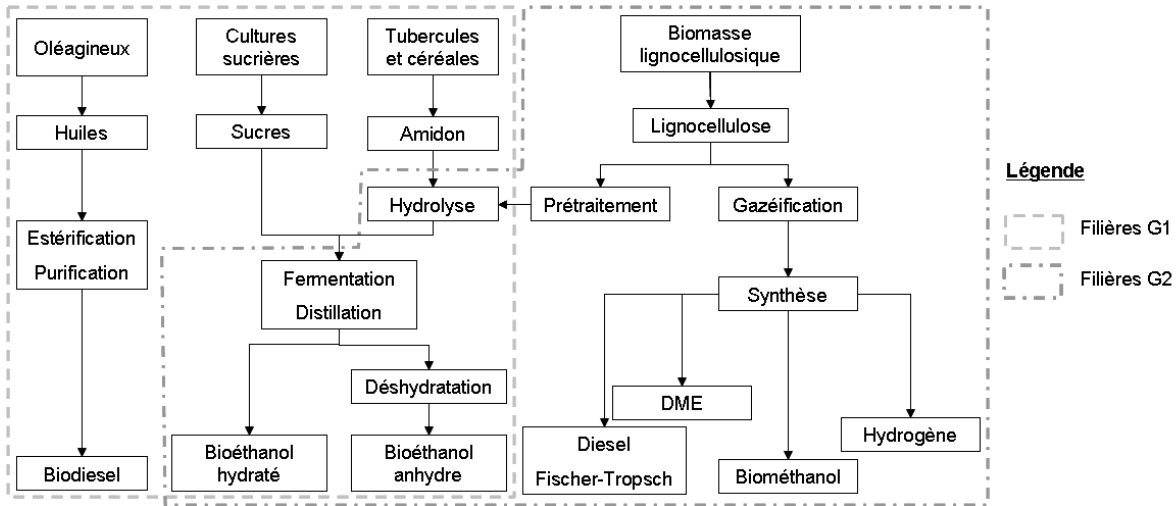 Oléagineux
Cultures
sucrières
Tubercules
et céréales
Biomasse
lignocellulosique
Huiles
Sucres
Amidon
Lignocellulose
Hydrolyse
Prétraitement
Gazéification
Estérification
Purification
Fermentation
Distillation
Synthèse
Déshydratation
DME
Hydrogène
Biodiesel
Bioéthanol
hydraté
Bioéthanol
anhydre
Diesel
Fischer-Tropsch
Biométhanol
Légende
Filières G1
Filières G2